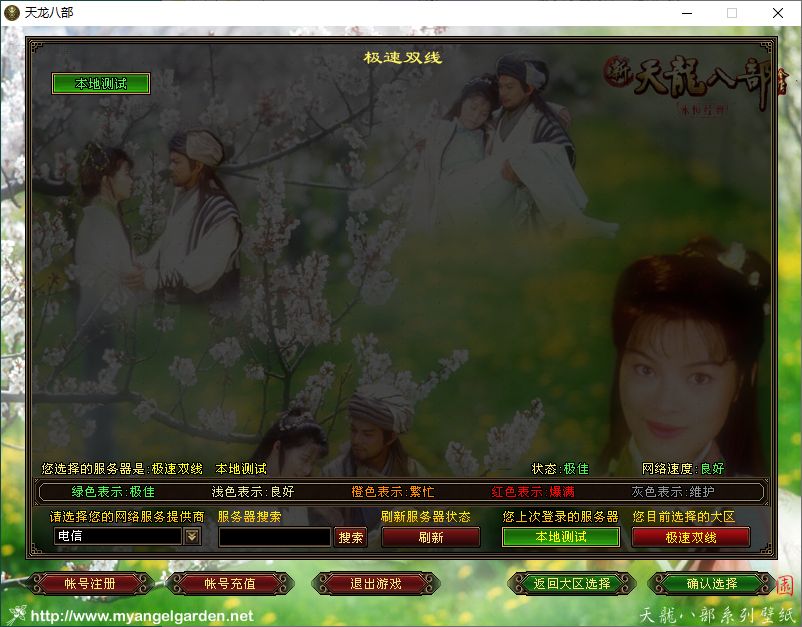 天龙八部
极速双线
本地测试
新天龍八部
您选择的服务器是:极速双线 本地测试 状态:极佳 网络速度:良好
绿色表示:极佳 浅色表示:良好 橙色表示:繁忙 红色表示:爆满 灰色表示:维护
请选择您的网络服务提供商 服务器搜索 刷新服务器状态 您上次登录的服务器 您目前选择的大区
电信 搜索 刷新 本地测试 极速双线
帐号注册 帐号充值 退出游戏 返回大区选择 确认选择
http://www.myangelgarden.net 天龍八部系列壁纸